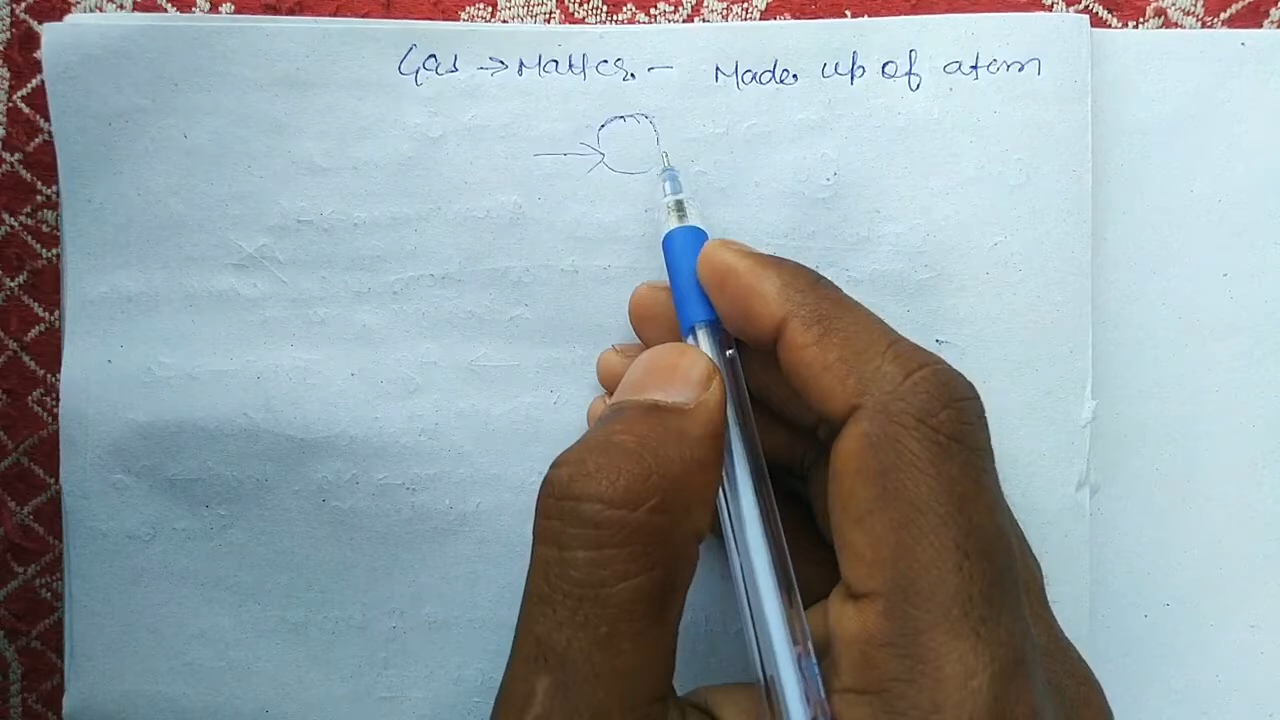 Gas → Matter - Made up of atom